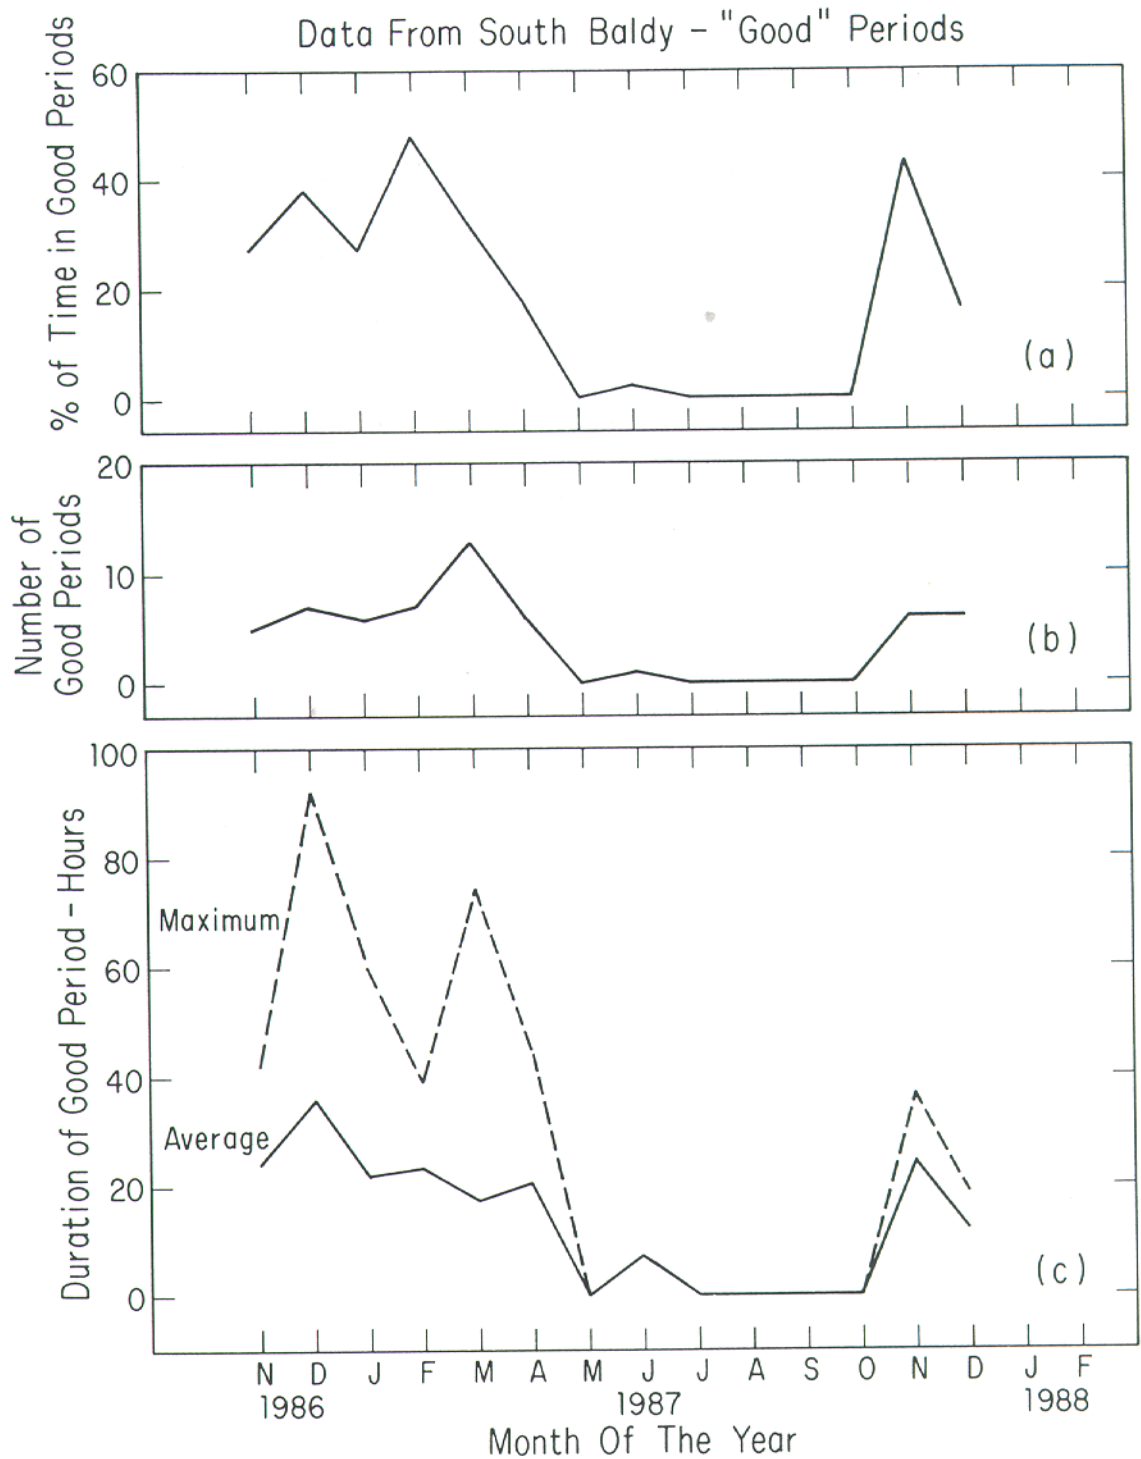 Data From South Baldy – "Good" Periods
% of Time in Good Periods
60
40
20
0
(a)
Number of
Good Periods
20
10
0
(b)
Duration of Good Period – Hours
100
80
60
40
20
0
Maximum
Average
(c)
N D J F M A M J J A S O N D J F
1986 1987 1988
Month Of The Year